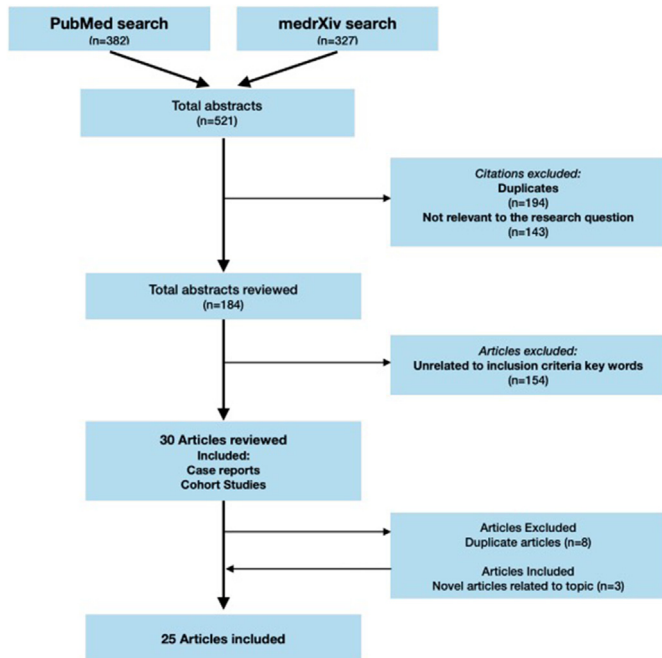 PubMed search
(n=382)
medrXiv search
(n=327)
Total abstracts
(n=521)
Citations excluded:
Duplicates
(n=194)
Not relevant to the research question
(n=143)
Total abstracts reviewed
(n=184)
Articles excluded:
Unrelated to inclusion criteria key words
(n=154)
30 Articles reviewed
Included:
Case reports
Cohort Studies
Articles Excluded
Duplicate articles (n=8)
Articles Included
Novel articles related to topic (n=3)
25 Articles included